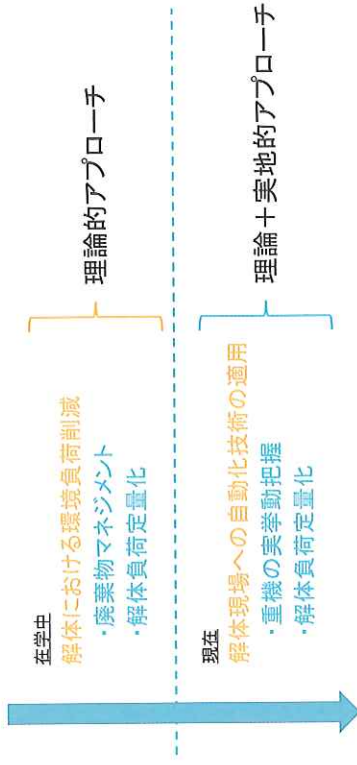 在学中
解体における環境負荷削減
・廃棄物マネジメント
・解体負荷定量化
理論的アプローチ
現在
解体現場への自動化技術の適用
・重機の実挙動把握
・解体負荷定量化
理論＋実地的アプローチ